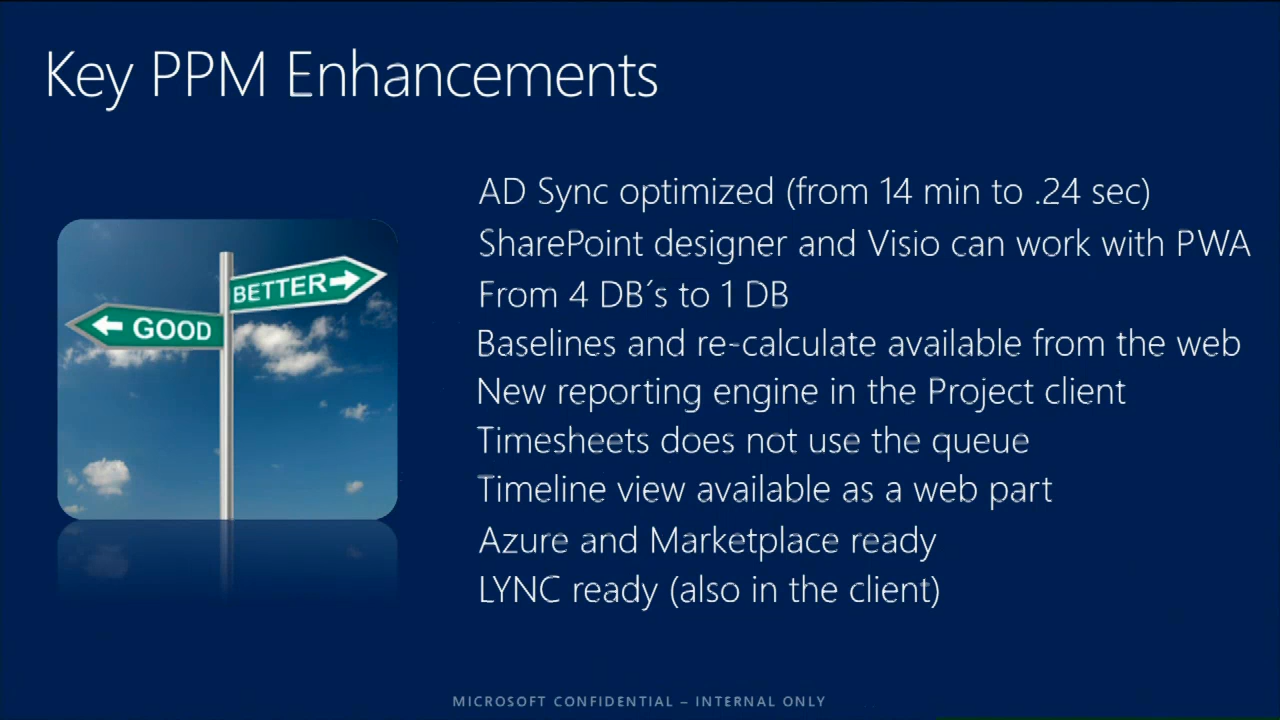 Key PPM Enhancements
BETTER
GOOD
AD Sync optimized (from 14 min to .24 sec)
SharePoint designer and Visio can work with PWA
From 4 DB´s to 1 DB
Baselines and re-calculate available from the web
New reporting engine in the Project client
Timesheets does not use the queue
Timeline view available as a web part
Azure and Marketplace ready
LYNC ready (also in the client)
MICROSOFT CONFIDENTIAL – INTERNAL ONLY